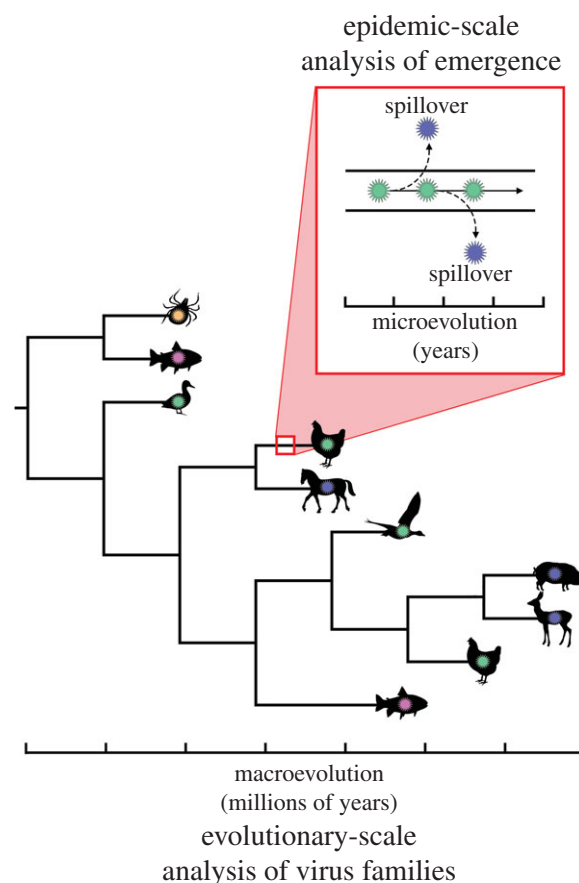 epidemic-scale
analysis of emergence
spillover
spillover
microevolution
(years)
macroevolution
(millions of years)
evolutionary-scale
analysis of virus families